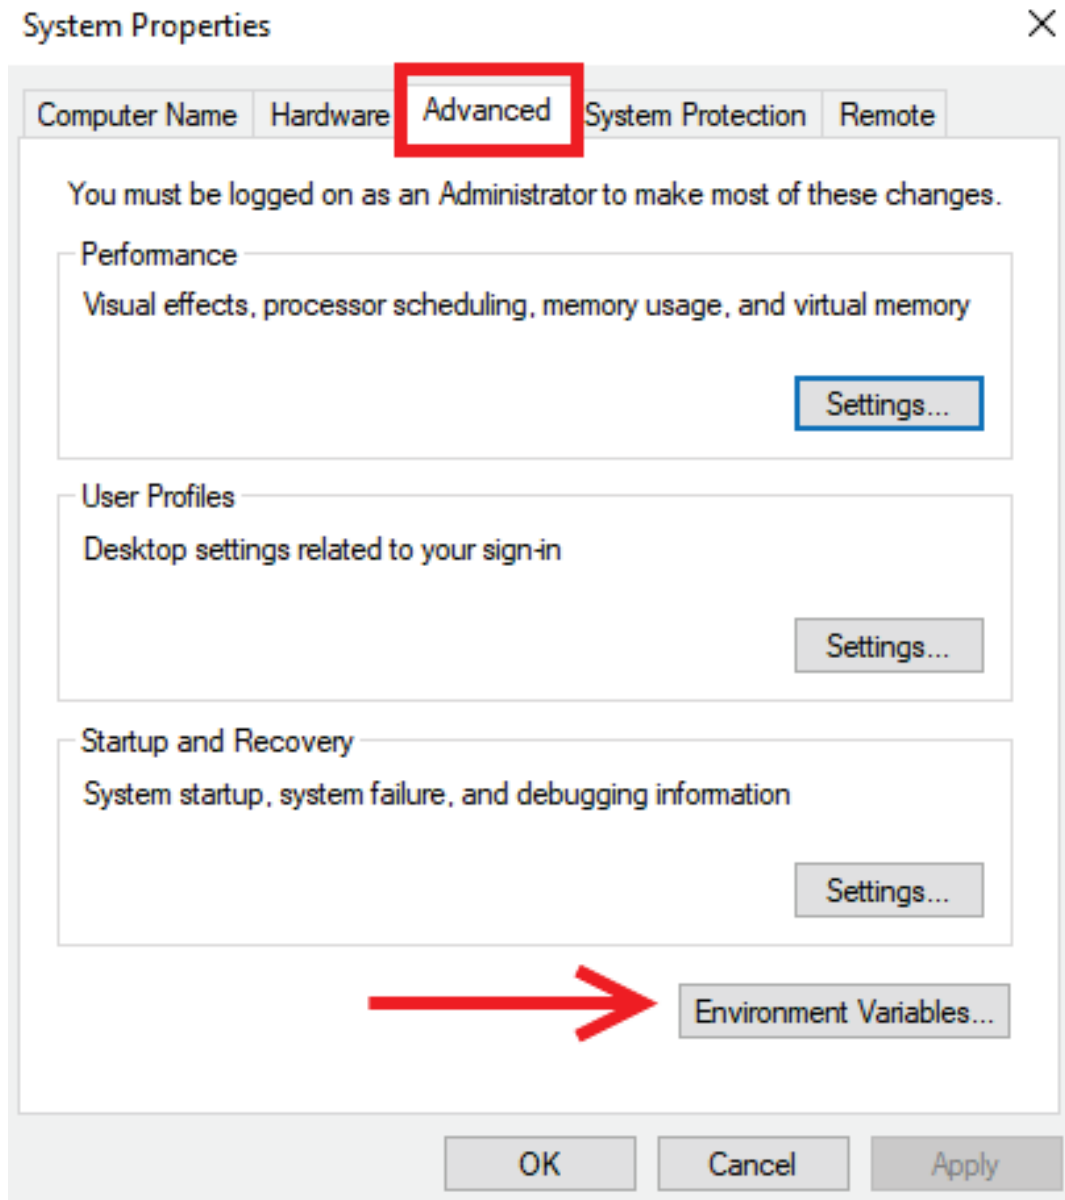 System Properties
Computer Name Hardware Advanced System Protection Remote
You must be logged on as an Administrator to make most of these changes.
Performance
Visual effects, processor scheduling, memory usage, and virtual memory
Settings...
User Profiles
Desktop settings related to your sign-in
Settings...
Startup and Recovery
System startup, system failure, and debugging information
Settings...
Environment Variables...
OK Cancel Apply